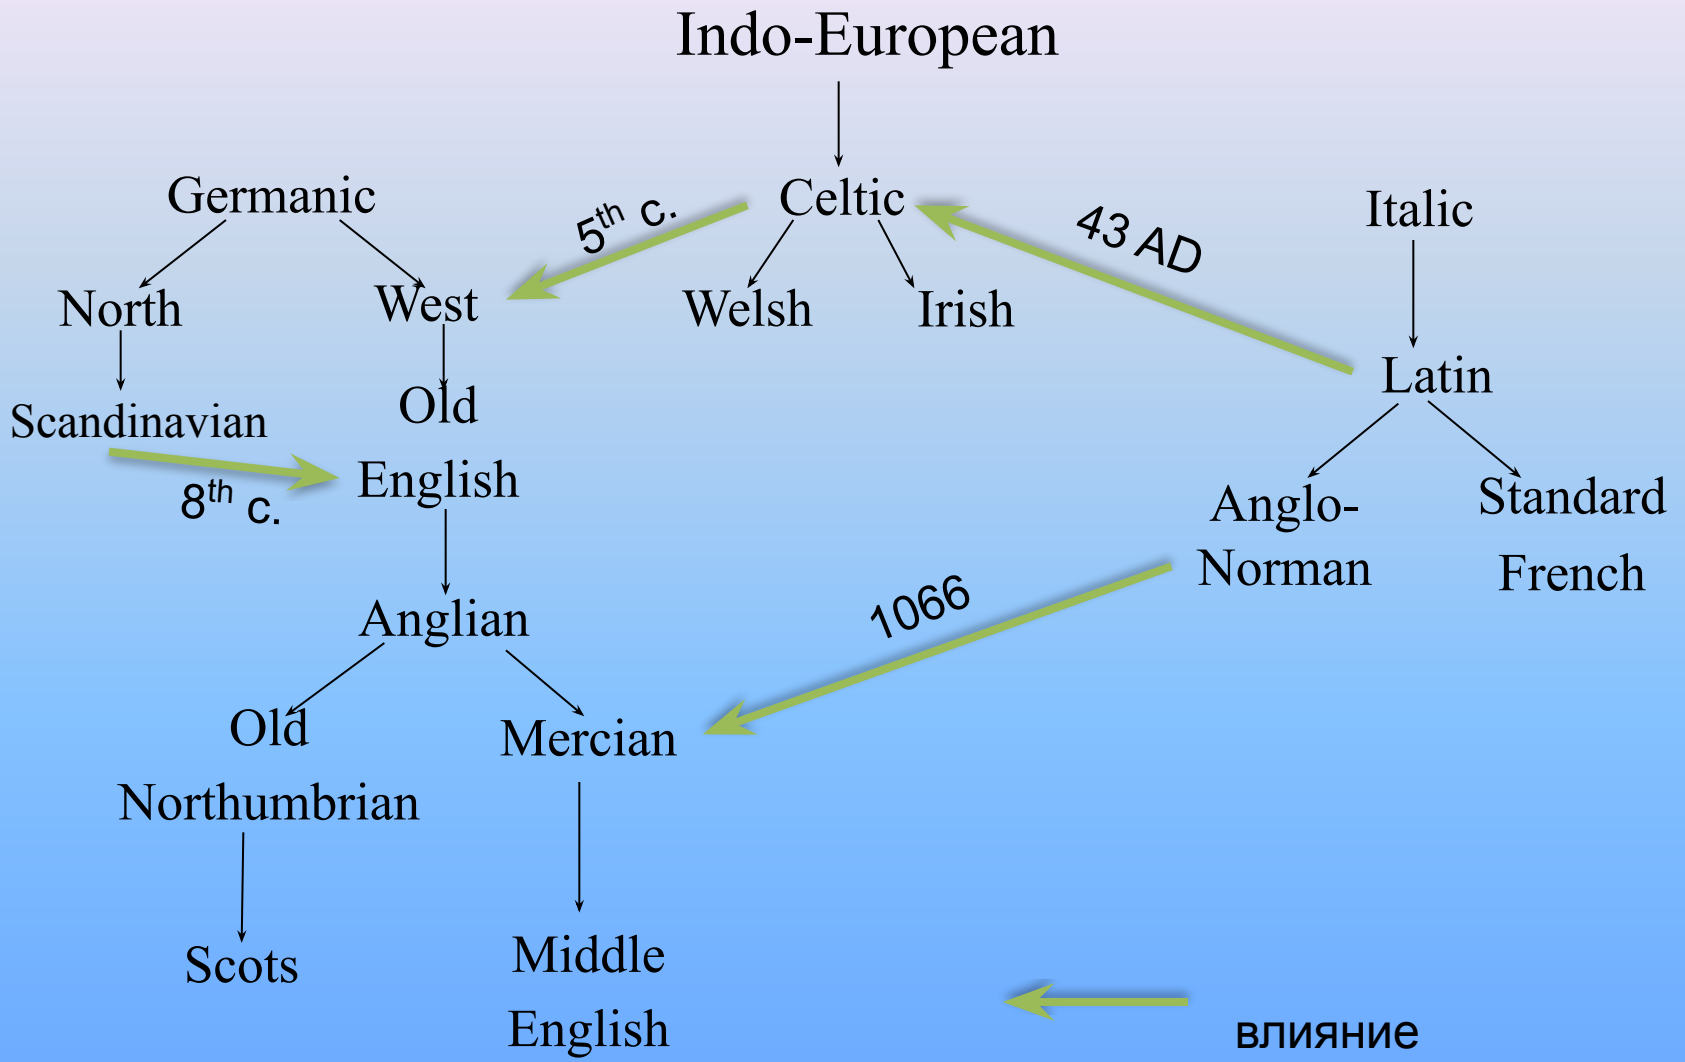 Indo-European
Germanic
Celtic
Italic
5th c.
43 AD
North
West
Welsh
Irish
Latin
Scandinavian
Old
English
8th c.
Anglo-
Norman
Standard
French
1066
Anglian
Old
Northumbrian
Mercian
Scots
Middle
English
влияние